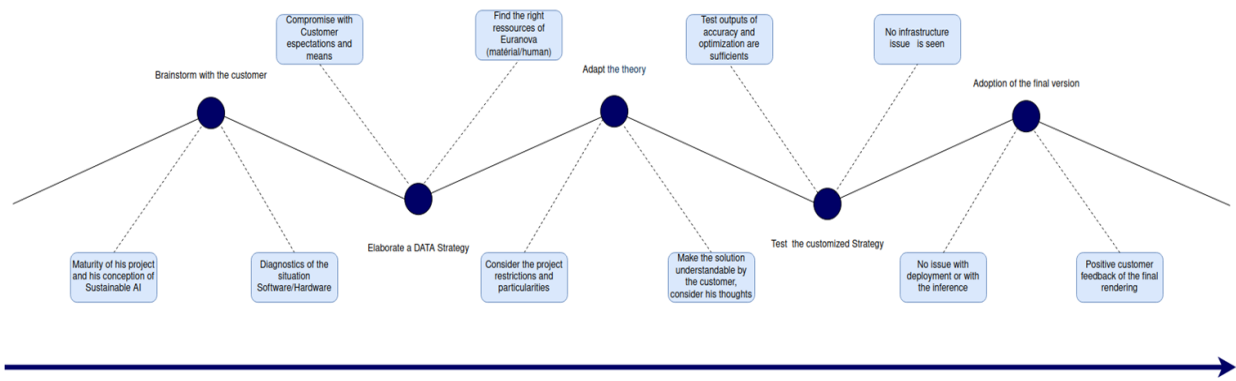 Compromise with
Customer
espectations and
means
Find the right
ressources of
Euranova
(matérial/human)
Test outputs of
accuracy and
optimization are
sufficients
No infrastructure
issue is seen
Brainstorm with the customer
Adapt the theory
Adoption of the final version
Elaborate a DATA Strategy
Test the customized Strategy
Maturity of his project
and his conception of
Sustainable AI
Diagnostics of the
situation
Software/Hardware
Consider the project
restrictions and
particularities
Make the solution
understandable by
the customer,
consider his thoughts
No issue with
deployment or with
the inference
Positive customer
feedback of the final
rendering